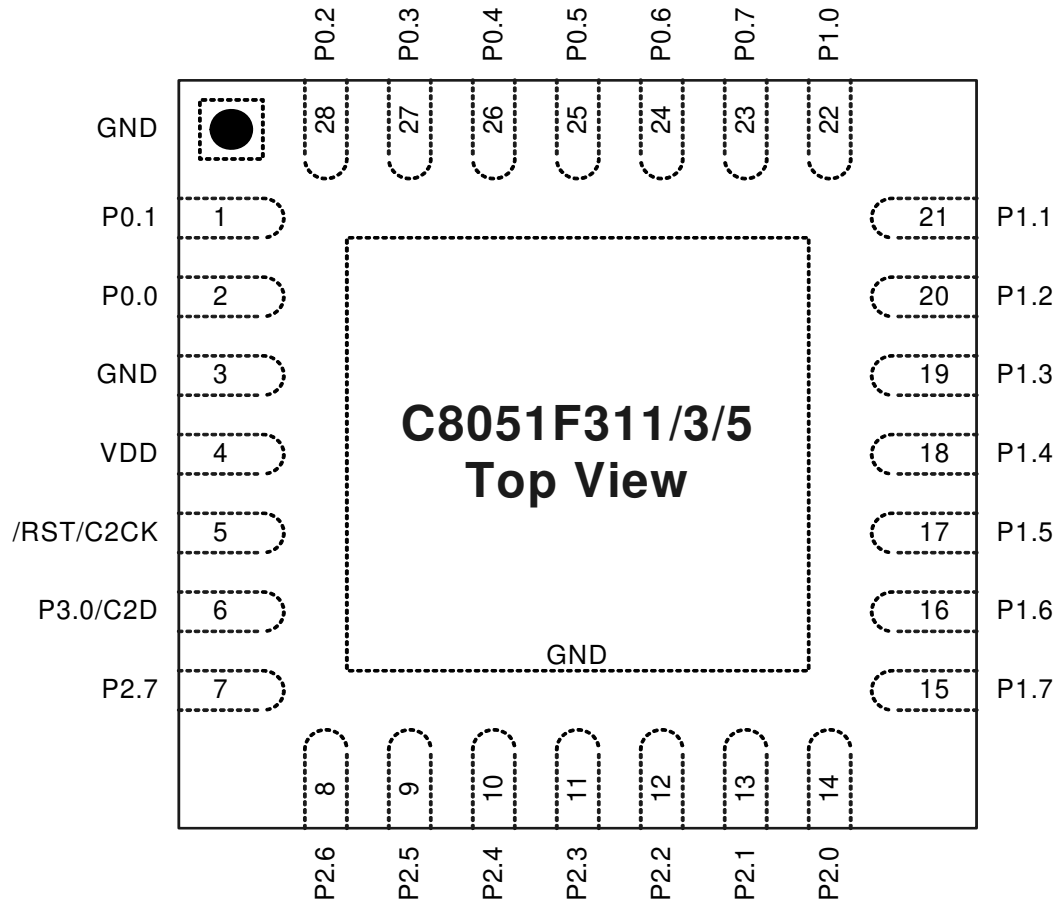 P0.2 P0.3 P0.4 P0.5 P0.6 P0.7 P1.0
28 27 26 25 24 23 22
GND
P0.1 1 21 P1.1
P0.0 2 20 P1.2
GND 3 19 P1.3
C8051F311/3/5
VDD 4 18 P1.4
Top View
/RST/C2CK 5 17 P1.5
P3.0/C2D 6 16 P1.6
GND
P2.7 7 15 P1.7
8 9 10 11 12 13 14
P2.6 P2.5 P2.4 P2.3 P2.2 P2.1 P2.0